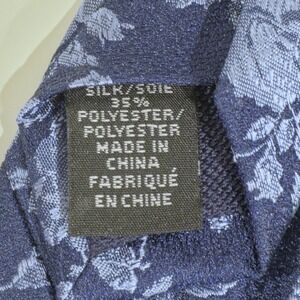 SILK/SOIE
35%
POLYESTER/
POLYESTER
MADE IN
CHINA
FABRIQUÉ
EN CHINE